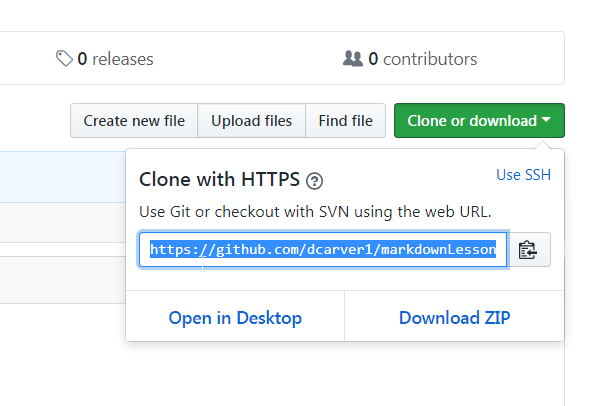 0 releases
0 contributors
Create new file
Upload files
Find file
Clone or download
Clone with HTTPS
Use SSH
Use Git or checkout with SVN using the web URL.
https://github.com/dcarver1/markdownLesson
Open in Desktop
Download ZIP